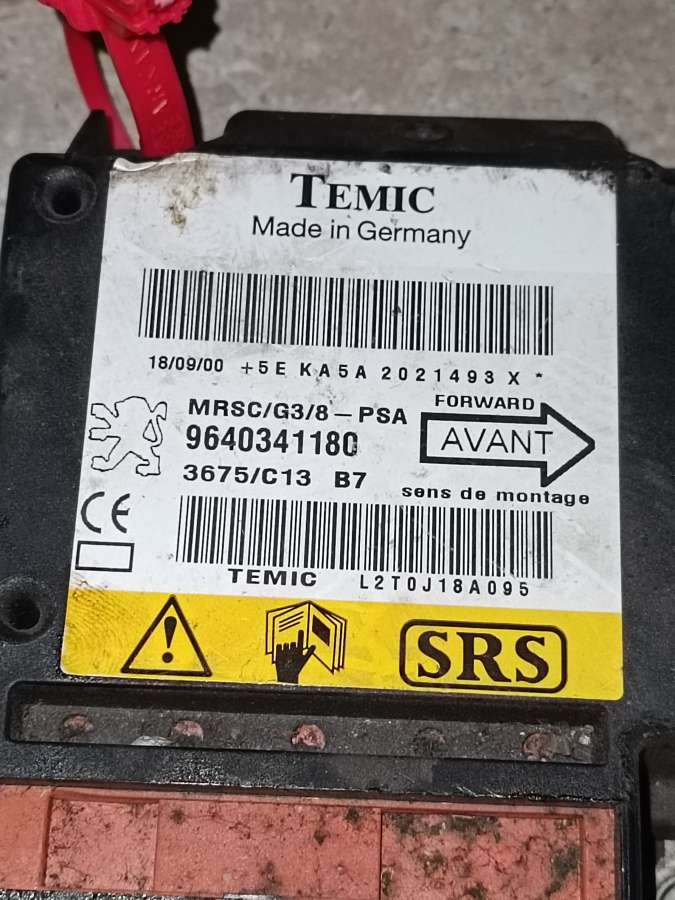 TEMIC
Made in Germany
18/09/00 +5E KA5A 2021493 X *
MRSC/G3/8-PSA
9640341180
3675/C13 B7
FORWARD
AVANT
sens de montage
CE
TEMIC L2T0J18A095
SRS